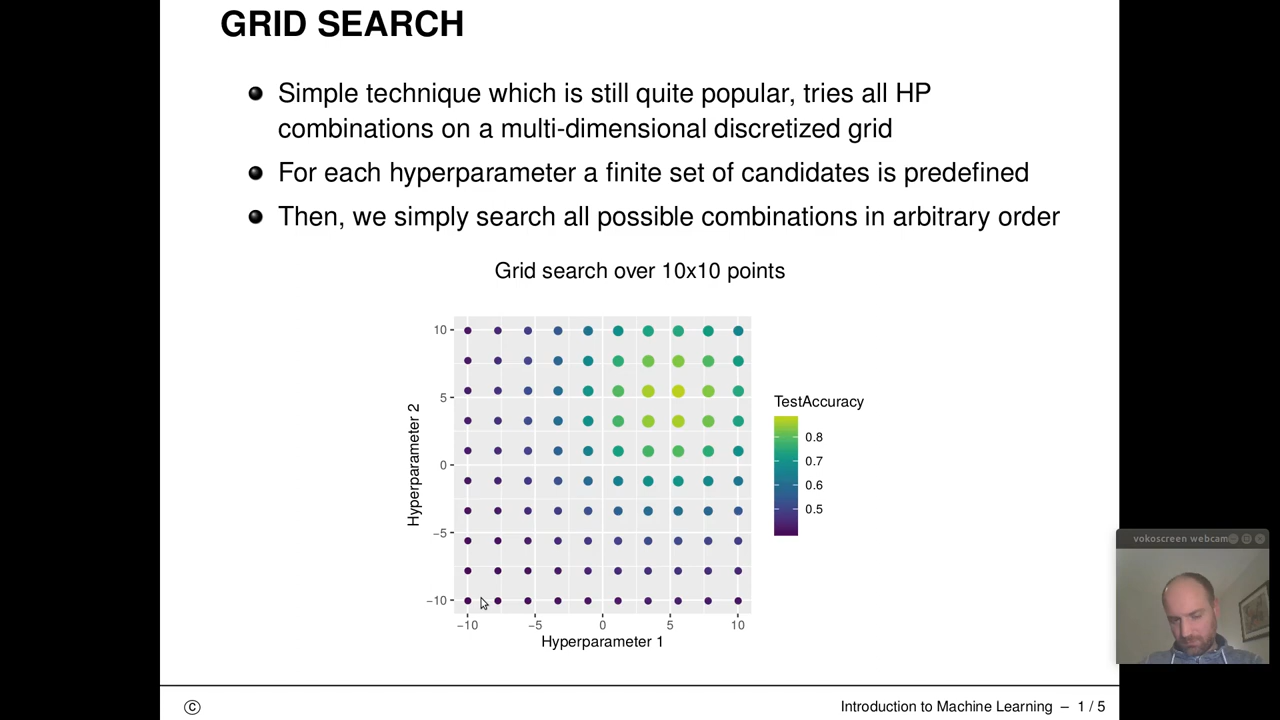 GRID SEARCH
Simple technique which is still quite popular, tries all HP
combinations on a multi-dimensional discretized grid
For each hyperparameter a finite set of candidates is predefined
Then, we simply search all possible combinations in arbitrary order
Grid search over 10x10 points
10
5
0
−5
−10
Hyperparameter 2
−10 −5 0 5 10
Hyperparameter 1
TestAccuracy
0.8
0.7
0.6
0.5
vokoscreen webcam
© Introduction to Machine Learning – 1 / 5